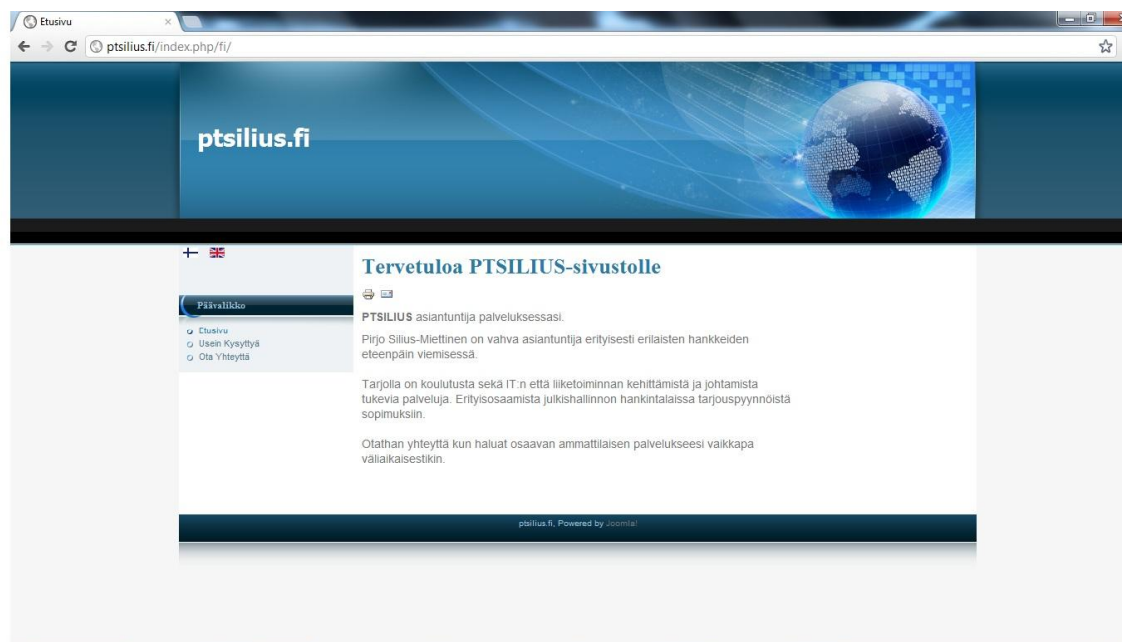 Etusivu
ptsilius.fi/index.php/fi/
ptsilius.fi
Tervetuloa PTSILIUS-sivustolle
Päävalikko
Etusivu
Usein Kysyttyä
Ota Yhteyttä
PTSILIUS asiantuntija palveluksessasi.
Pirjo Silius-Miettinen on vahva asiantuntija erityisesti erilaisten hankkeiden
eteenpäin viemisessä.
Tarjolla on koulutusta sekä IT:n että liiketoiminnan kehittämistä ja johtamista
tukevia palveluja. Erityisosaamista julkishallinnon hankintalaissa tarjouspyynnöistä
sopimuksiin.
Otathan yhteyttä kun haluat osaavan ammattilaisen palvelukseesi vaikkapa
väliaikaisestikin.
ptsilius.fi, Powered by Joomla!